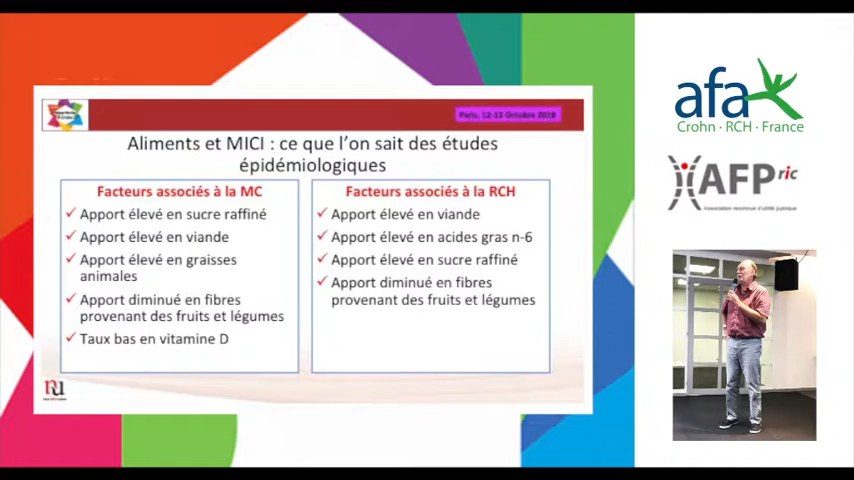 Paris, 12-13 Octobre 2018
Aliments et MICI : ce que l'on sait des études
épidémiologiques
Facteurs associés à la MC
✓ Apport élevé en sucre raffiné
✓ Apport élevé en viande
✓ Apport élevé en graisses
animales
✓ Apport diminué en fibres
provenant des fruits et légumes
✓ Taux bas en vitamine D
Facteurs associés à la RCH
✓ Apport élevé en viande
✓ Apport élevé en acides gras n-6
✓ Apport élevé en sucre raffiné
✓ Apport diminué en fibres
provenant des fruits et légumes
afa
Crohn · RCH · France
AFPric
Association reconnue d'utilité publique